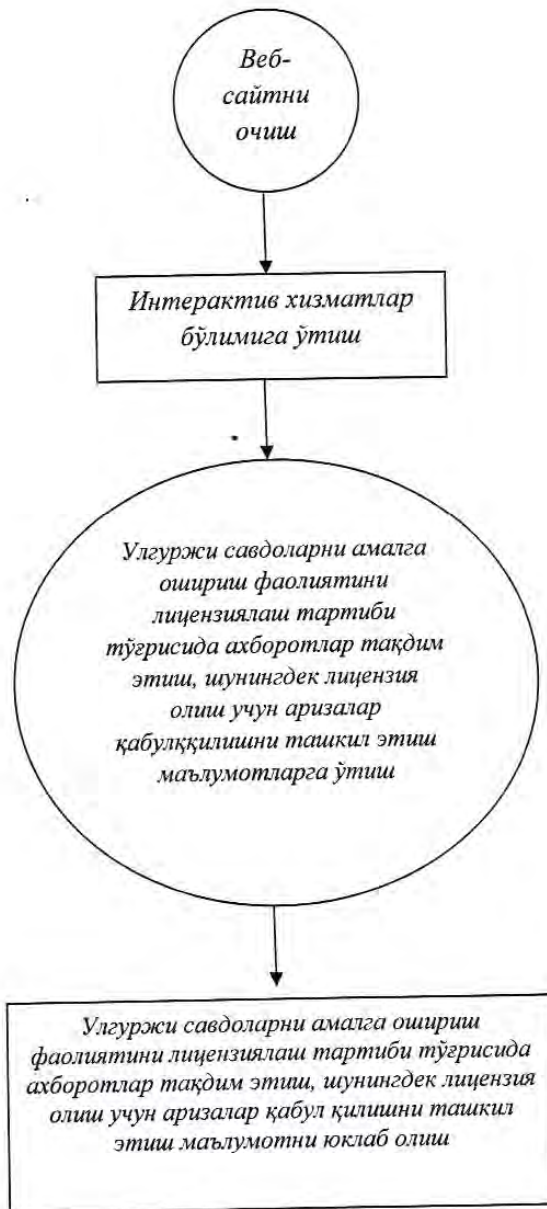 Веб-
сайтни
очиш
Интерактив хизматлар
бўлимига ўтиш
Улгуржи савдоларни амалга
ошириш фаолиятини
лицензиялаш тартиби
тўғрисида ахборотлар тақдим
этиш, шунингдек лицензия
олиш учун аризалар
қабулққилишни ташкил этиш
маълумотларга ўтиш
Улгуржи савдоларни амалга ошириш
фаолиятини лицензиялаш тартиби тўғрисида
ахборотлар тақдим этиш, шунингдек лицензия
олиш учун аризалар қабул қилишни ташкил
этиш маълумотни юклаб олиш